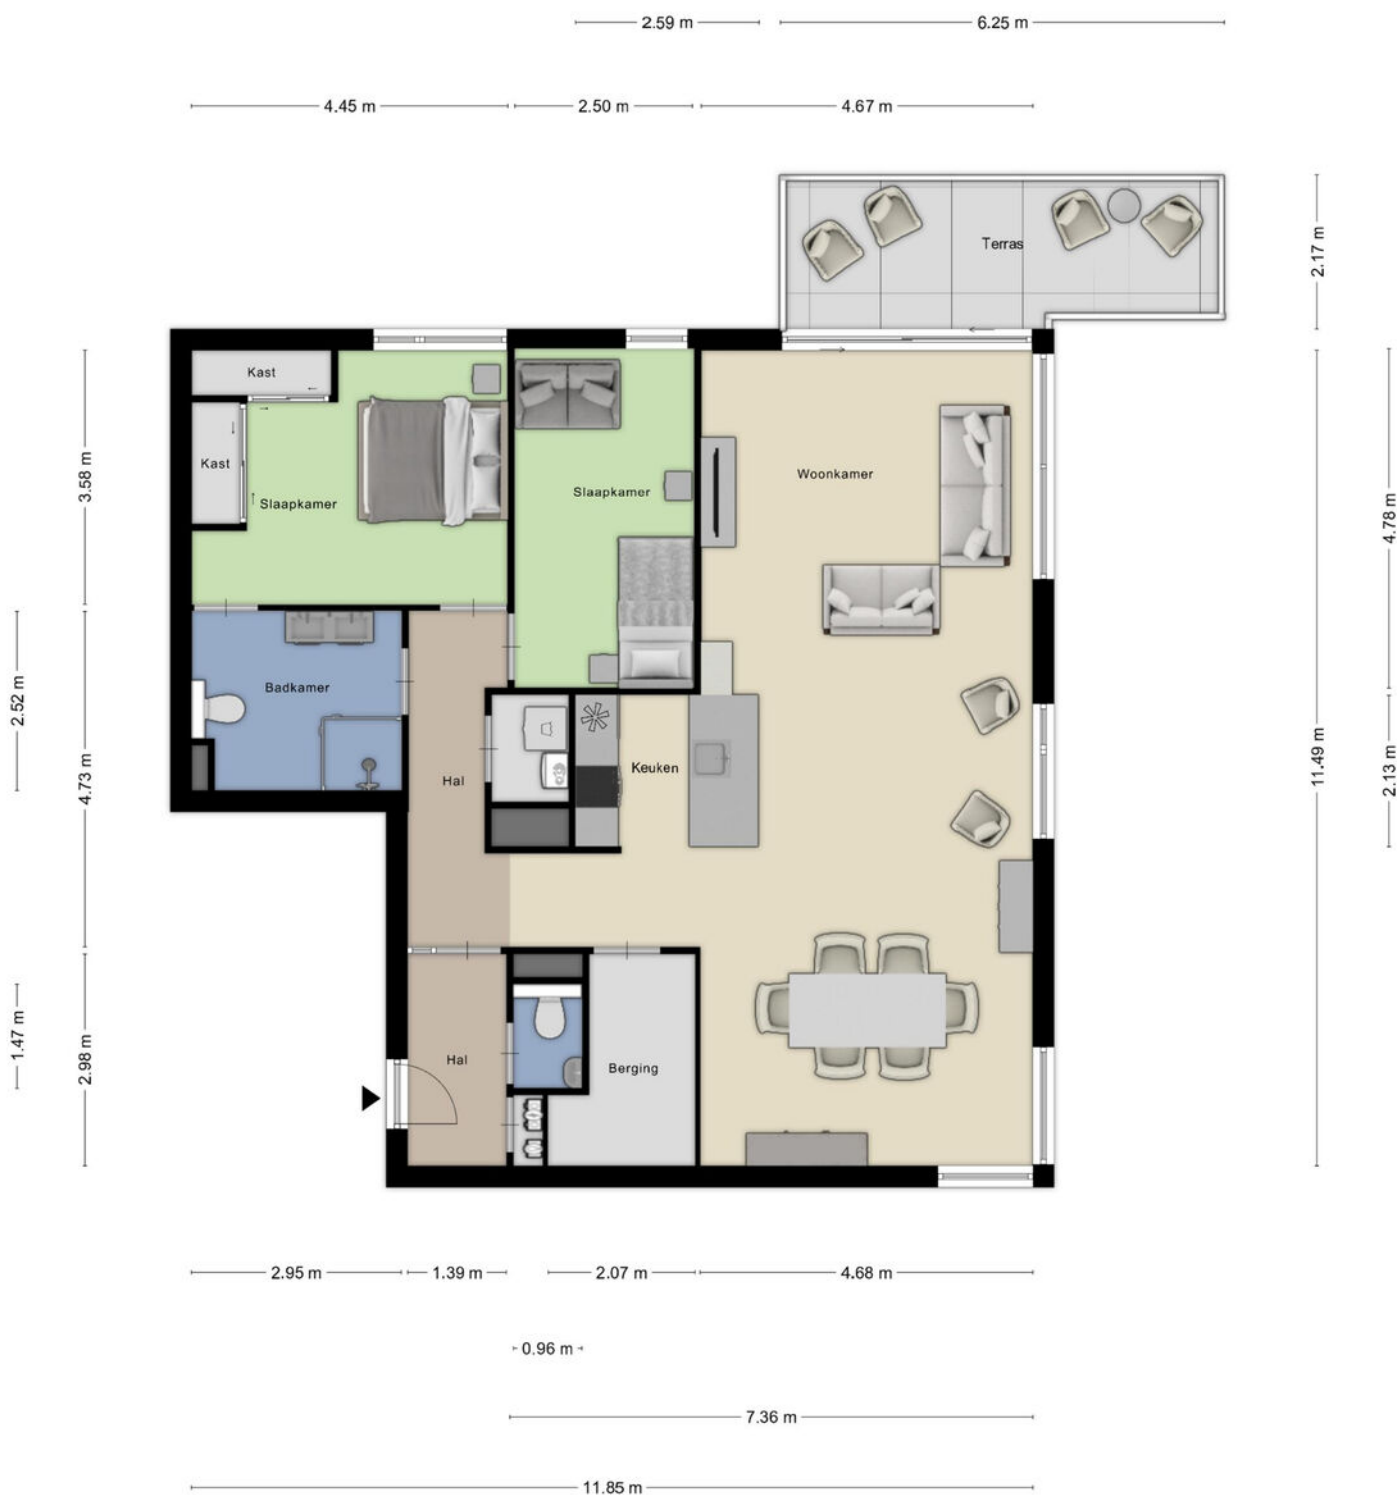 2.59 m
6.25 m
4.45 m
2.50 m
4.67 m
Terras
2.17 m
Kast
Kast
Slaapkamer
Slaapkamer
Woonkamer
3.58 m
4.78 m
Badkamer
2.52 m
Hal
Keuken
4.73 m
11.49 m
2.13 m
Hal
Berging
1.47 m
2.98 m
2.95 m
1.39 m
2.07 m
4.68 m
0.96 m
7.36 m
11.85 m